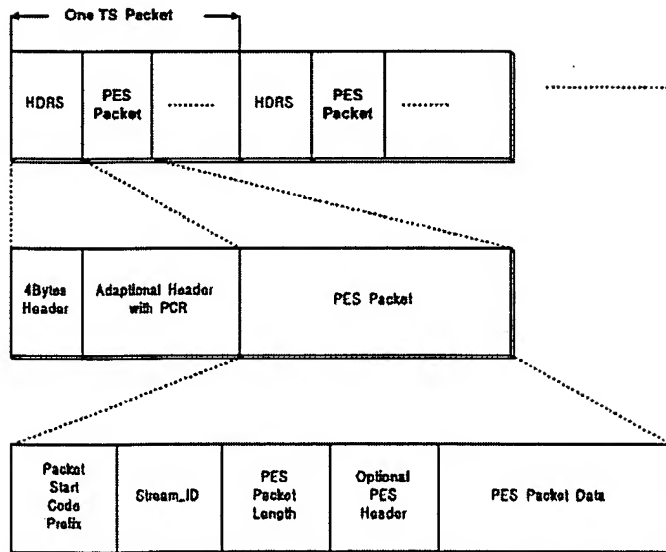 One TS Packet
HDRS
PES
Packet
HDRS
PES
Packet
4Bytes
Header
Adaptional Header
with PCR
PES Packet
Packet
Start
Code
Prefix
Stream_ID
PES
Packet
Length
Optional
PES
Header
PES Packet Data